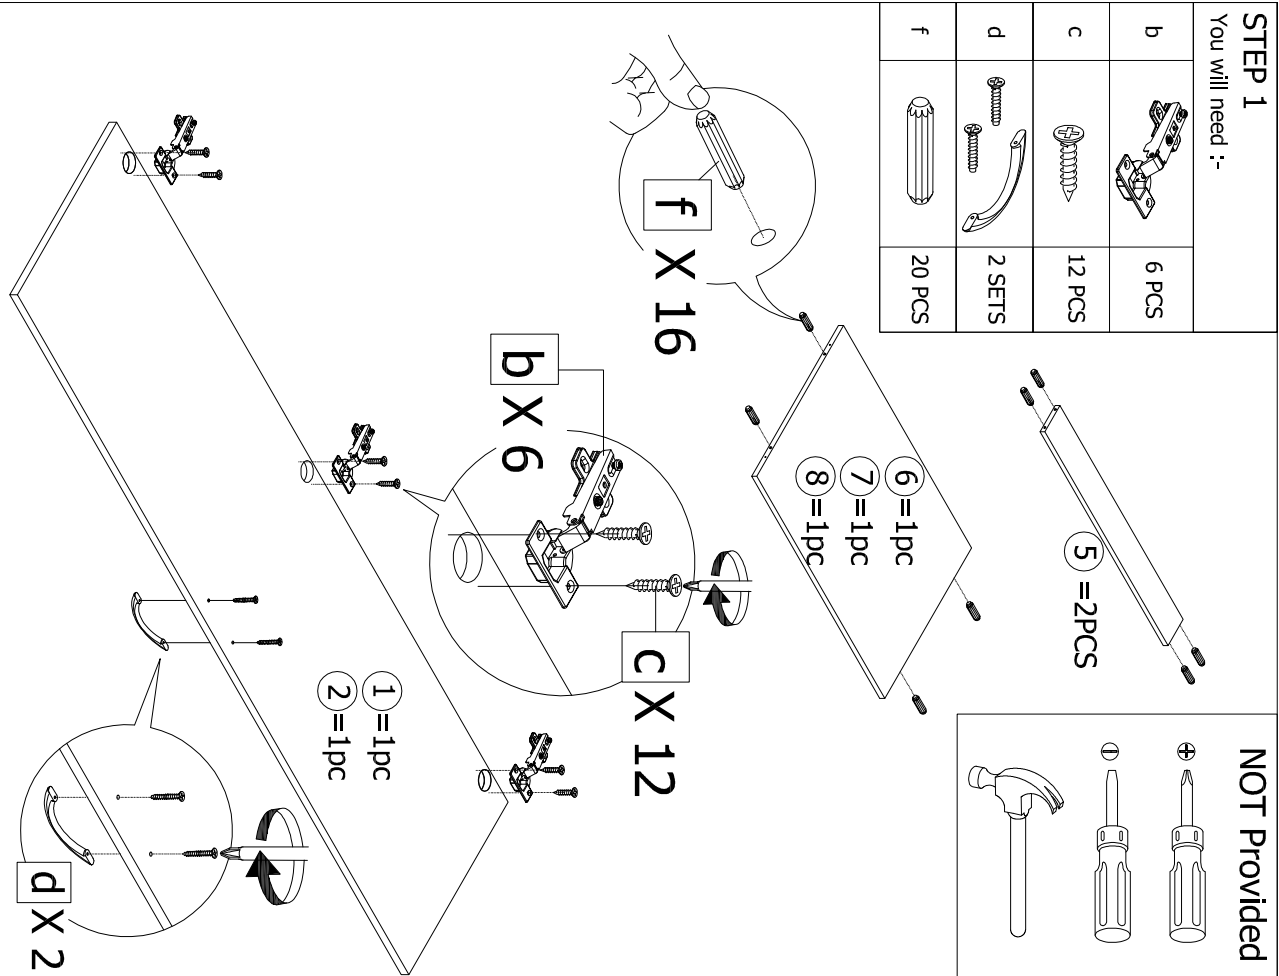 STEP 1
You will need :-
b 6 PCS
c 12 PCS
d 2 SETS
f 20 PCS
NOT Provided
5 =2PCS
6 =1pc
7 =1pc
8 =1pc
f X 16
b X 6
c X 12
1 =1pc
2 =1pc
d X 2